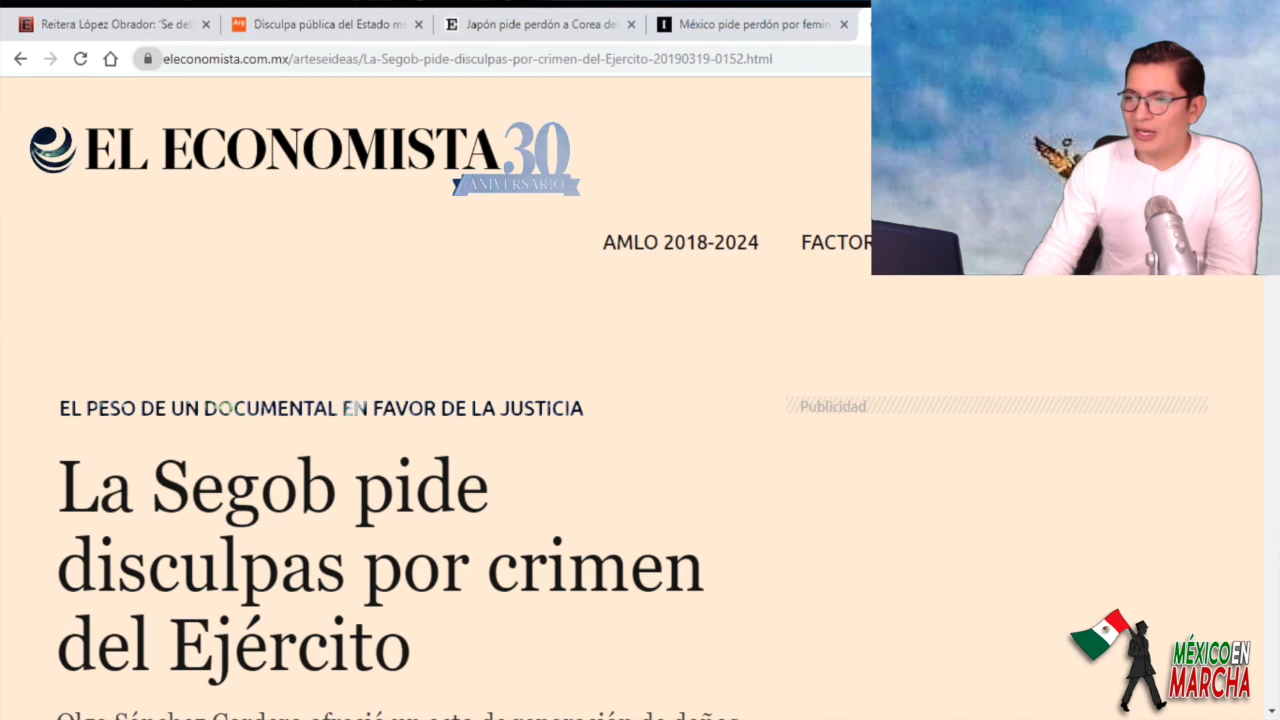 Reitera López Obrador: 'Se de
Disculpa pública del Estado m
Japón pide perdón a Corea del
México pide perdón por femin
eleconomista.com.mx/arteseideas/La-Segob-pide-disculpas-por-crimen-del-Ejercito-20190319-0152.html
EL ECONOMISTA 30
ANIVERSARIO
AMLO 2018-2024 FACTOR
EL PESO DE UN DOCUMENTAL EN FAVOR DE LA JUSTICIA
Publicidad
La Segob pide
disculpas por crimen
del Ejército
MÉXICO EN
MARCHA